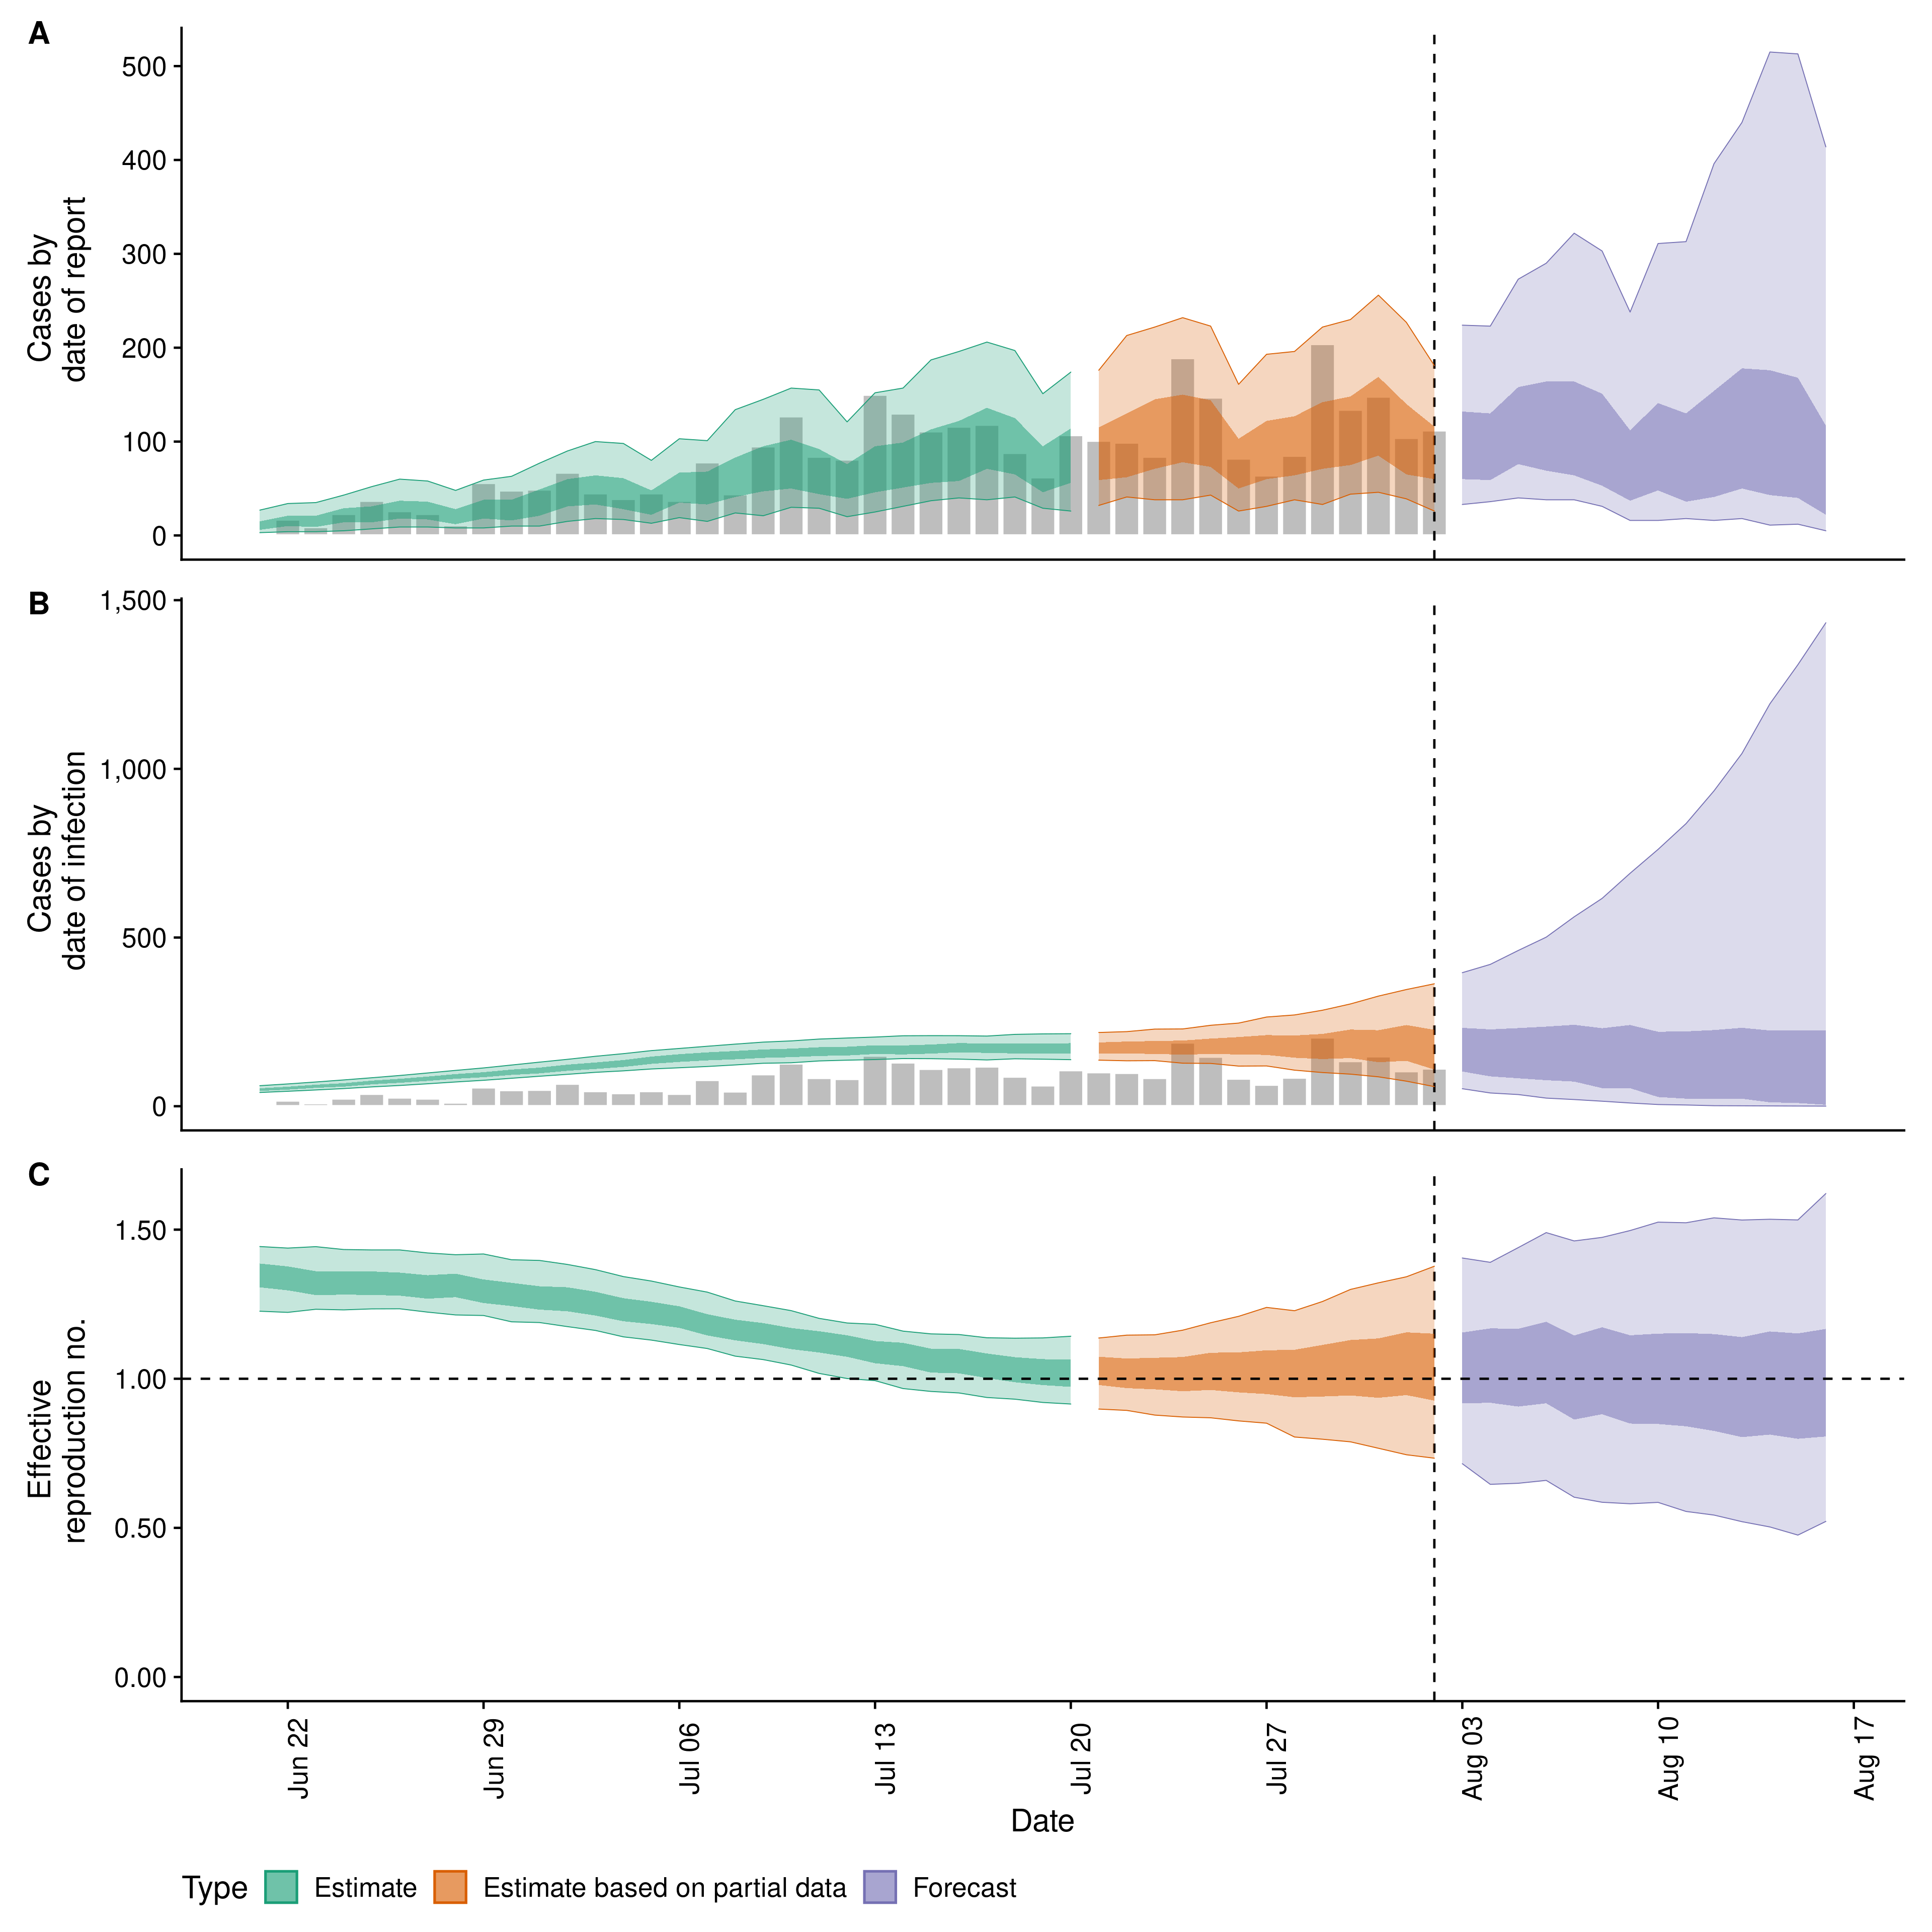 A
Cases by
date of report
500
400
300
200
100
0
B
Cases by
date of infection
1,500
1,000
500
0
C
Effective
reproduction no.
1.50
1.00
0.50
0.00
Jun 22
Jun 29
Jul 06
Jul 13
Jul 20
Jul 27
Aug 03
Aug 10
Aug 17
Date
Type Estimate Estimate based on partial data Forecast